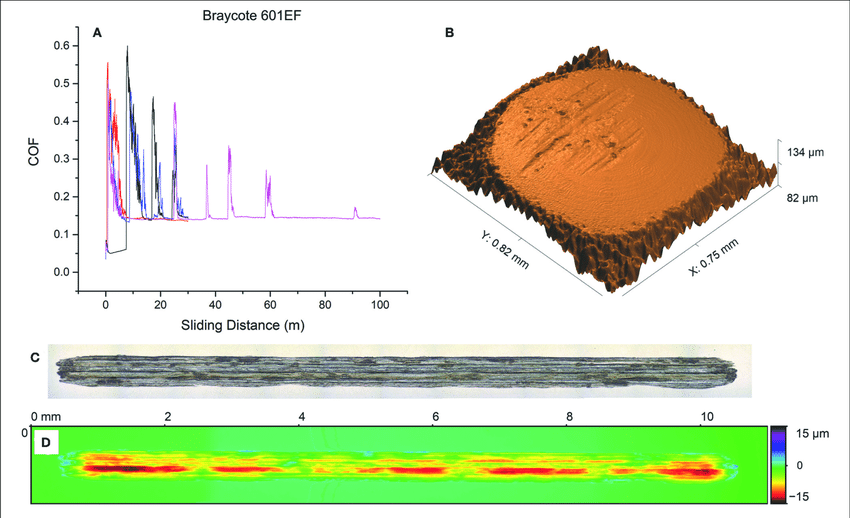 Braycote 601EF
A
B
COF
0.6
0.5
0.4
0.3
0.2
0.1
0.0
0
20
40
60
80
100
Sliding Distance (m)
134 µm
82 µm
Y: 0.82 mm
X: 0.75 mm
C
0 mm
2
4
6
8
10
0
D
15 µm
0
−15